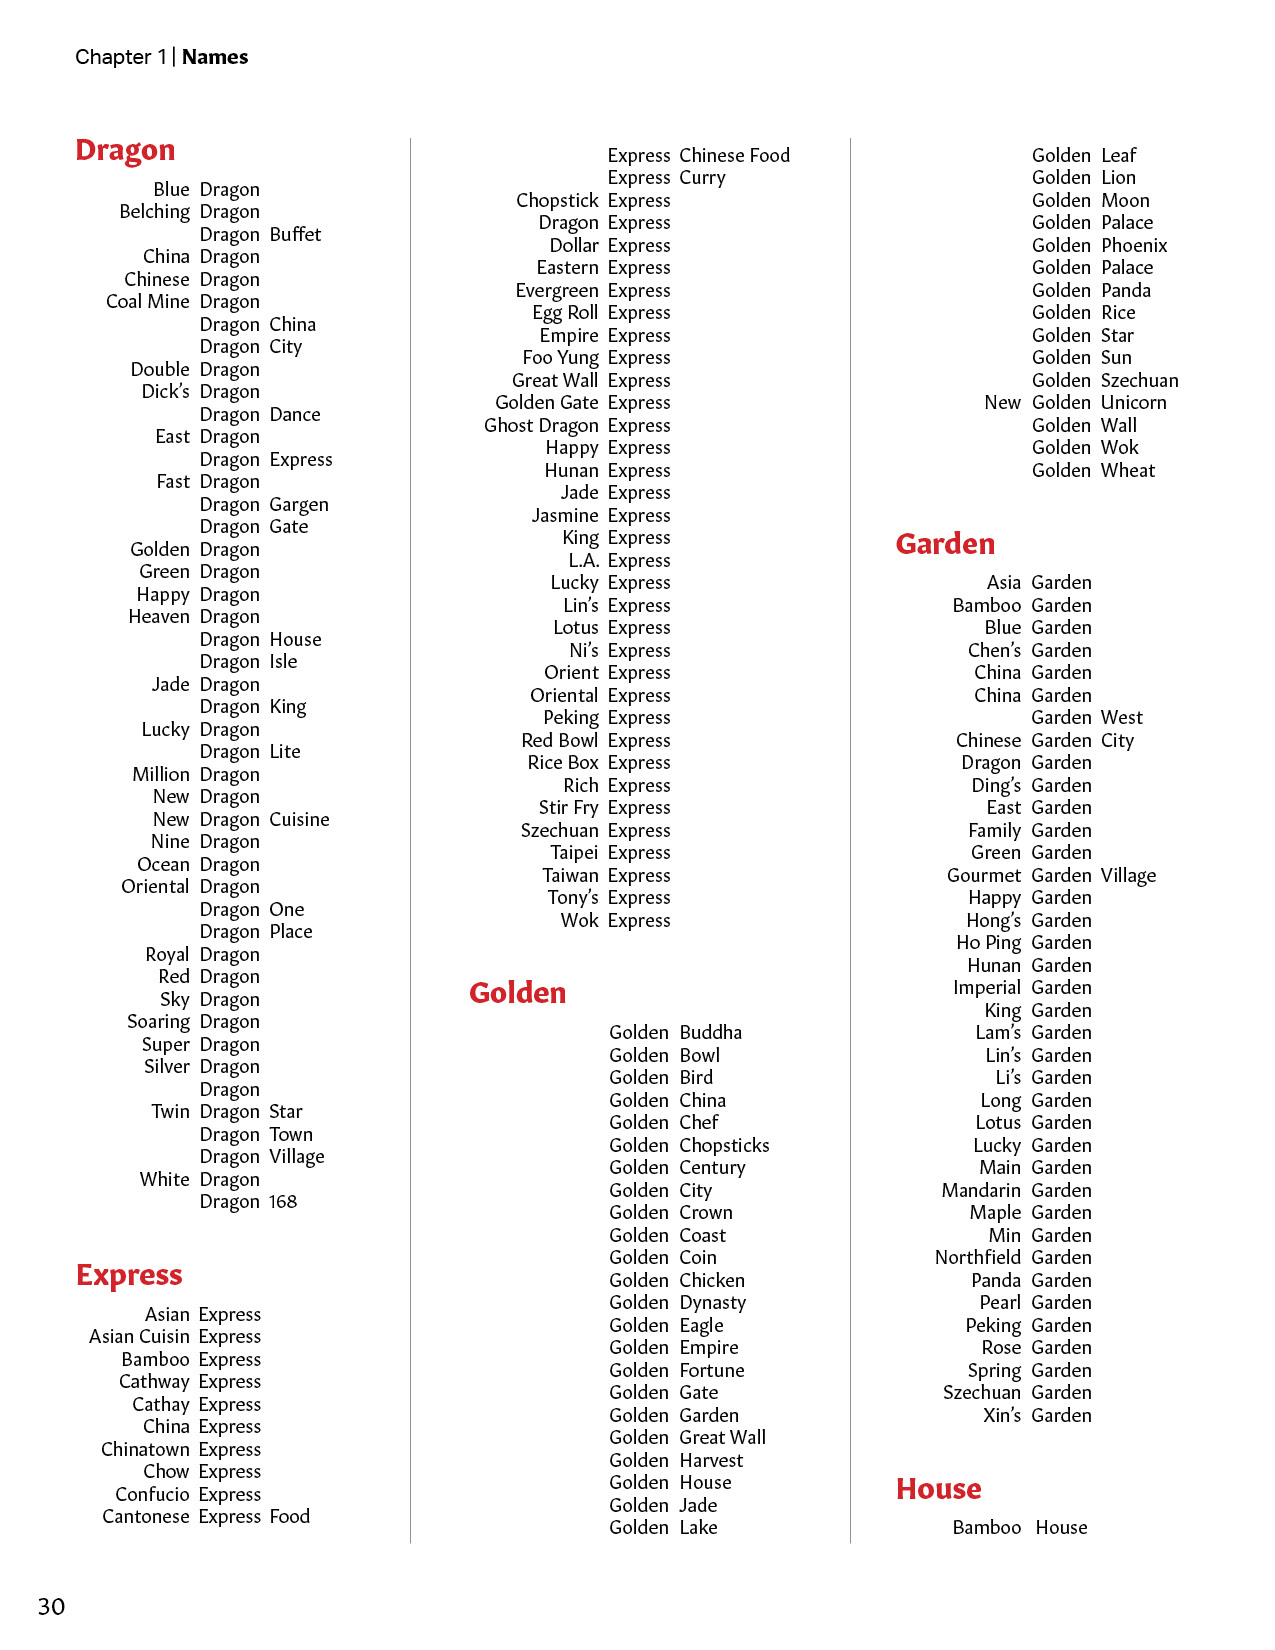 Chapter 1 | Names
Dragon
Blue Dragon
Belching Dragon
Dragon Buffet
China Dragon
Chinese Dragon
Coal Mine Dragon
Dragon China
Dragon City
Double Dragon
Dick’s Dragon
Dragon Dance
East Dragon
Dragon Express
Fast Dragon
Dragon Gargen
Dragon Gate
Golden Dragon
Green Dragon
Happy Dragon
Heaven Dragon
Dragon House
Dragon Isle
Jade Dragon
Dragon King
Lucky Dragon
Dragon Lite
Million Dragon
New Dragon
New Dragon Cuisine
Nine Dragon
Ocean Dragon
Oriental Dragon
Dragon One
Dragon Place
Royal Dragon
Red Dragon
Sky Dragon
Soaring Dragon
Super Dragon
Silver Dragon
Dragon
Twin Dragon Star
Dragon Town
Dragon Village
White Dragon
Dragon 168
Express
Asian Express
Asian Cuisin Express
Bamboo Express
Cathway Express
Cathay Express
China Express
Chinatown Express
Chow Express
Confucio Express
Cantonese Express Food
Express Chinese Food
Express Curry
Chopstick Express
Dragon Express
Dollar Express
Eastern Express
Evergreen Express
Egg Roll Express
Empire Express
Foo Yung Express
Great Wall Express
Golden Gate Express
Ghost Dragon Express
Happy Express
Hunan Express
Jade Express
Jasmine Express
King Express
L.A. Express
Lucky Express
Lin’s Express
Lotus Express
Ni’s Express
Orient Express
Oriental Express
Peking Express
Red Bowl Express
Rice Box Express
Rich Express
Stir Fry Express
Szechuan Express
Taipei Express
Taiwan Express
Tony’s Express
Wok Express
Golden
Golden Buddha
Golden Bowl
Golden Bird
Golden China
Golden Chef
Golden Chopsticks
Golden Century
Golden City
Golden Crown
Golden Coast
Golden Coin
Golden Chicken
Golden Dynasty
Golden Eagle
Golden Empire
Golden Fortune
Golden Gate
Golden Garden
Golden Great Wall
Golden Harvest
Golden House
Golden Jade
Golden Lake
Golden Leaf
Golden Lion
Golden Moon
Golden Palace
Golden Phoenix
Golden Palace
Golden Panda
Golden Rice
Golden Star
Golden Sun
Golden Szechuan
New Golden Unicorn
Golden Wall
Golden Wok
Golden Wheat
Garden
Asia Garden
Bamboo Garden
Blue Garden
Chen’s Garden
China Garden
China Garden
Garden West
Chinese Garden City
Dragon Garden
Ding’s Garden
East Garden
Family Garden
Green Garden
Gourmet Garden Village
Happy Garden
Hong’s Garden
Ho Ping Garden
Hunan Garden
Imperial Garden
King Garden
Lam’s Garden
Lin’s Garden
Li’s Garden
Long Garden
Lotus Garden
Lucky Garden
Main Garden
Mandarin Garden
Maple Garden
Min Garden
Northfield Garden
Panda Garden
Pearl Garden
Peking Garden
Rose Garden
Spring Garden
Szechuan Garden
Xin’s Garden
House
Bamboo House
30